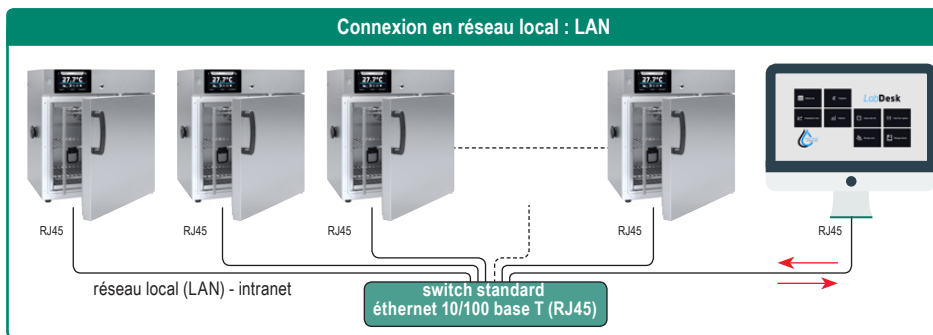 Connexion en réseau local : LAN
27.7°C
27.7°C
27.7°C
27.7°C
LabDesk
RJ45
RJ45
RJ45
RJ45
RJ45
réseau local (LAN) - intranet
switch standard
éthernet 10/100 base T (RJ45)